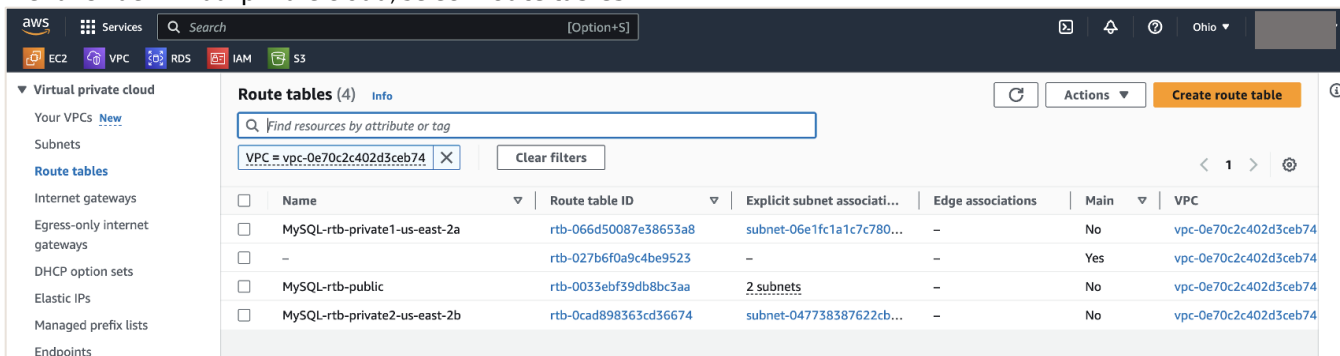 aws Services Search [Option+S] Ohio
EC2 VPC RDS IAM S3
Virtual private cloud
Your VPCs New
Subnets
Route tables
Internet gateways
Egress-only internet
gateways
DHCP option sets
Elastic IPs
Managed prefix lists
Endpoints
Route tables (4) Info
Actions Create route table
Find resources by attribute or tag
VPC = vpc-0e70c2c402d3ceb74 Clear filters
1
Name Route table ID Explicit subnet associati... Edge associations Main VPC
MySQL-rtb-private1-us-east-2a rtb-066d50087e38653a8 subnet-06e1fc1a1c7c780... – No vpc-0e70c2c402d3ceb74
– rtb-027b6f0a9c4be9523 – – Yes vpc-0e70c2c402d3ceb74
MySQL-rtb-public rtb-0033ebf39db8bc3aa 2 subnets – No vpc-0e70c2c402d3ceb74
MySQL-rtb-private2-us-east-2b rtb-0cad898363cd36674 subnet-047738387622cb... – No vpc-0e70c2c402d3ceb74